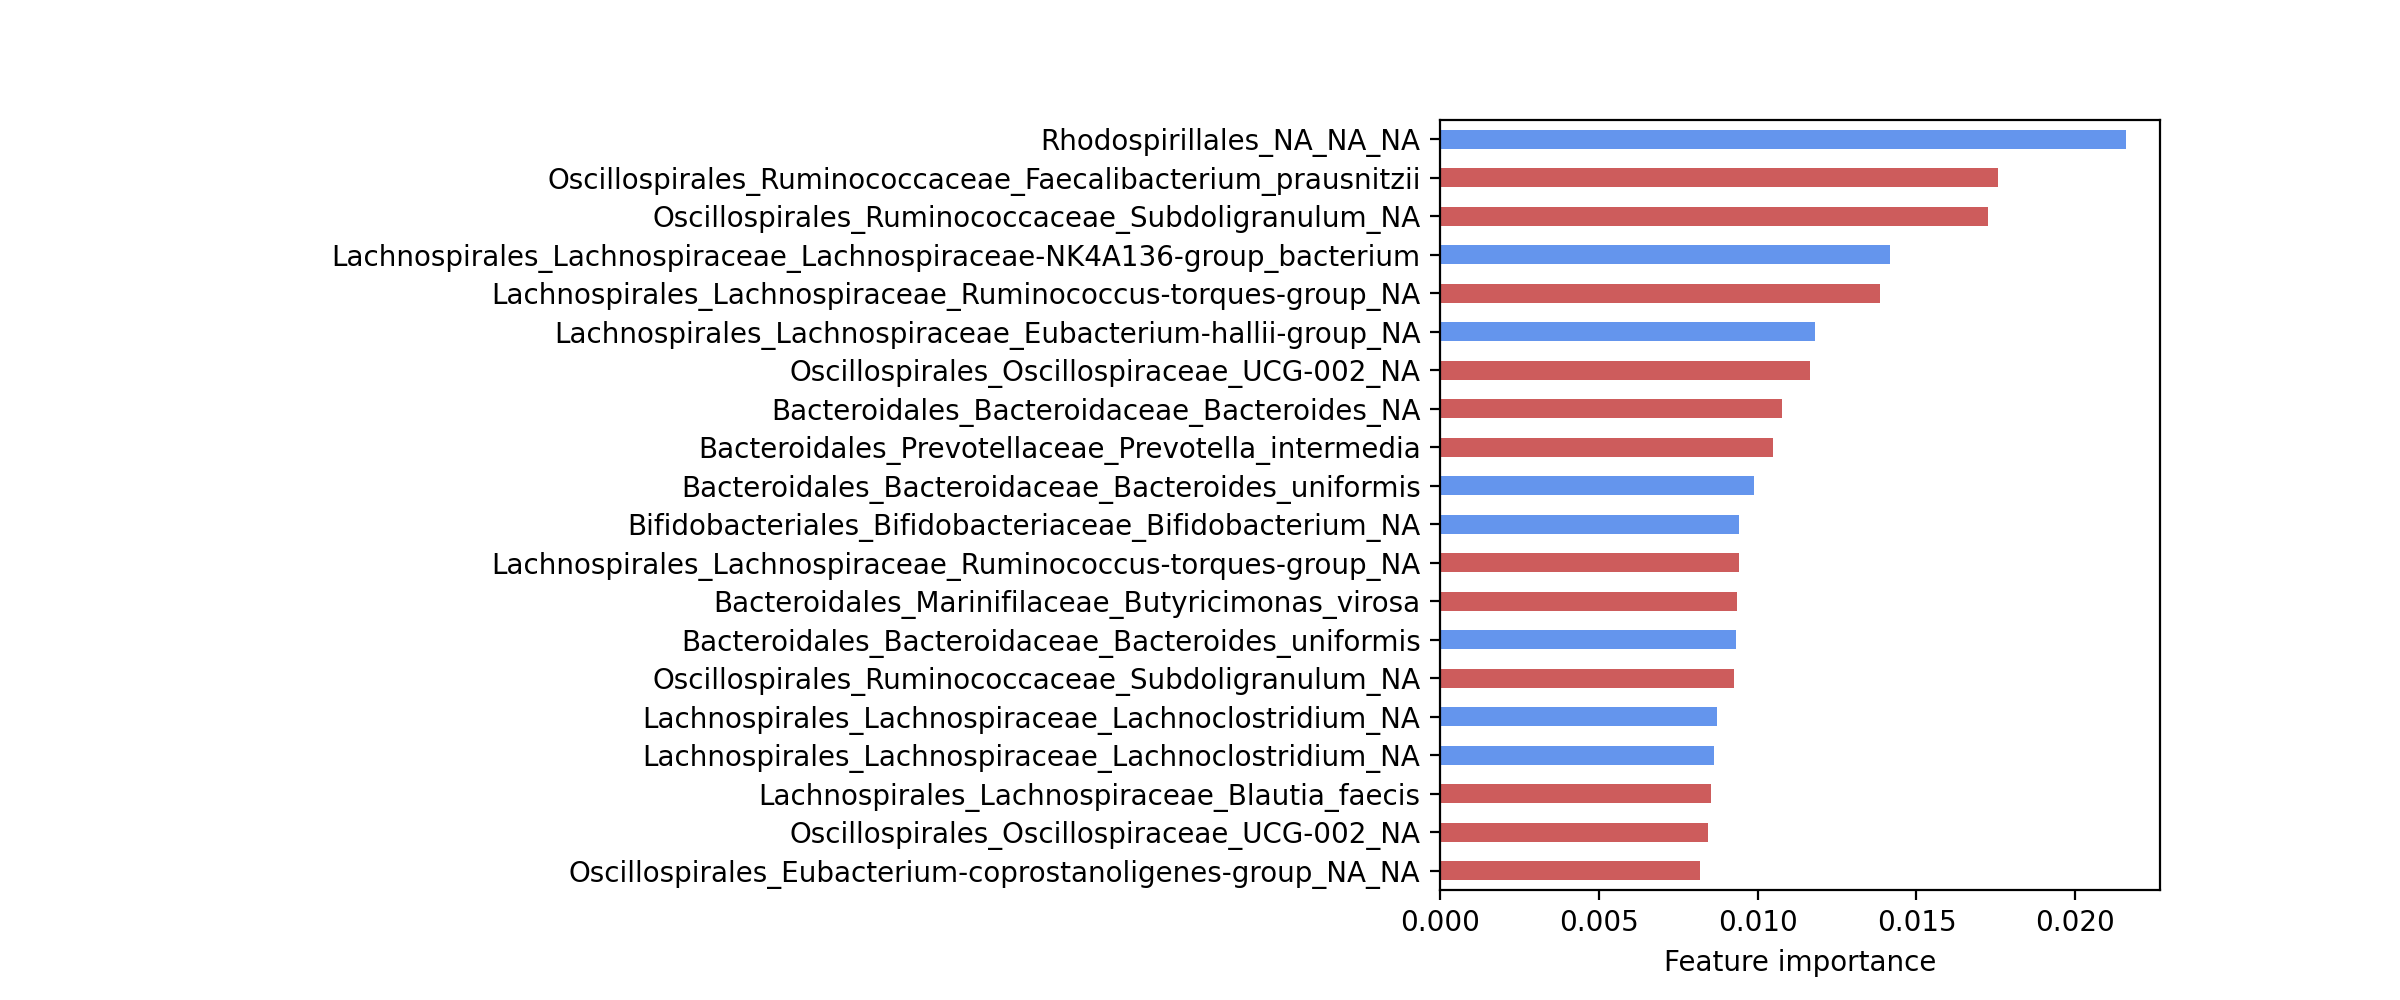 Rhodospirillales_NA_NA_NA
Oscillospirales_Ruminococcaceae_Faecalibacterium_prausnitzii
Oscillospirales_Ruminococcaceae_Subdoligranulum_NA
Lachnospirales_Lachnospiraceae_Lachnospiraceae-NK4A136-group_bacterium
Lachnospirales_Lachnospiraceae_Ruminococcus-torques-group_NA
Lachnospirales_Lachnospiraceae_Eubacterium-hallii-group_NA
Oscillospirales_Oscillospiraceae_UCG-002_NA
Bacteroidales_Bacteroidaceae_Bacteroides_NA
Bacteroidales_Prevotellaceae_Prevotella_intermedia
Bacteroidales_Bacteroidaceae_Bacteroides_uniformis
Bifidobacteriales_Bifidobacteriaceae_Bifidobacterium_NA
Lachnospirales_Lachnospiraceae_Ruminococcus-torques-group_NA
Bacteroidales_Marinifilaceae_Butyricimonas_virosa
Bacteroidales_Bacteroidaceae_Bacteroides_uniformis
Oscillospirales_Ruminococcaceae_Subdoligranulum_NA
Lachnospirales_Lachnospiraceae_Lachnoclostridium_NA
Lachnospirales_Lachnospiraceae_Lachnoclostridium_NA
Lachnospirales_Lachnospiraceae_Blautia_faecis
Oscillospirales_Oscillospiraceae_UCG-002_NA
Oscillospirales_Eubacterium-coprostanoligenes-group_NA_NA
0.000 0.005 0.010 0.015 0.020
Feature importance